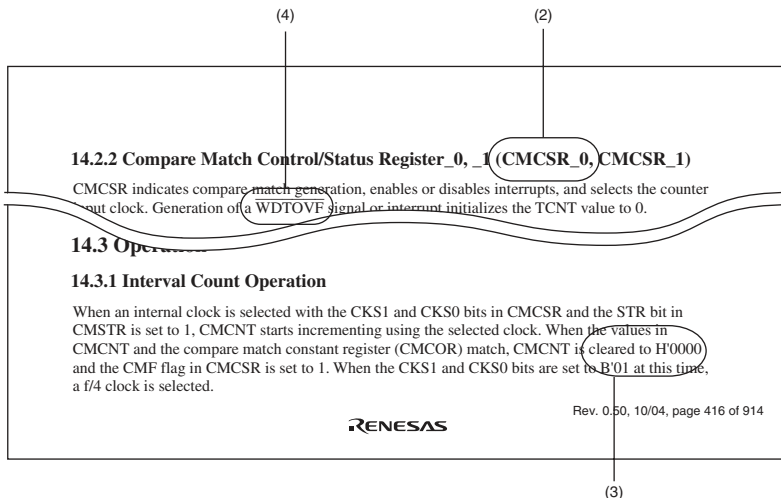 (4) (2)
14.2.2 Compare Match Control/Status Register_0, _1 (CMCSR_0, CMCSR_1)
CMCSR indicates compare match generation, enables or disables interrupts, and selects the counter
input clock. Generation of a WDTOVF signal or interrupt initializes the TCNT value to 0.
14.3 Operation
14.3.1 Interval Count Operation
When an internal clock is selected with the CKS1 and CKS0 bits in CMCSR and the STR bit in
CMSTR is set to 1, CMCNT starts incrementing using the selected clock. When the values in
CMCNT and the compare match constant register (CMCOR) match, CMCNT is cleared to H'0000
and the CMF flag in CMCSR is set to 1. When the CKS1 and CKS0 bits are set to B'01 at this time,
a f/4 clock is selected.
Rev. 0.50, 10/04, page 416 of 914
RENESAS
(3)